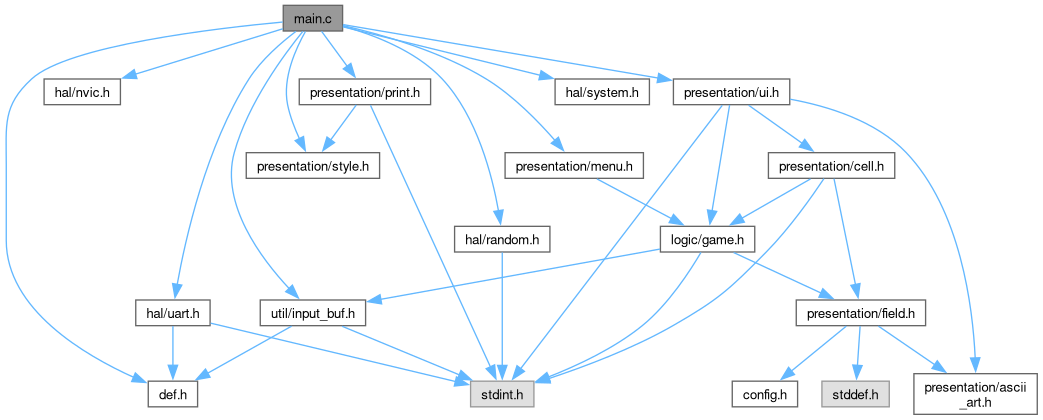 main.c
hal/nvic.h
presentation/print.h
hal/system.h
presentation/ui.h
presentation/style.h
presentation/menu.h
presentation/cell.h
hal/random.h
logic/game.h
hal/uart.h
util/input_buf.h
presentation/field.h
def.h
stdint.h
config.h
stddef.h
presentation/ascii
_art.h